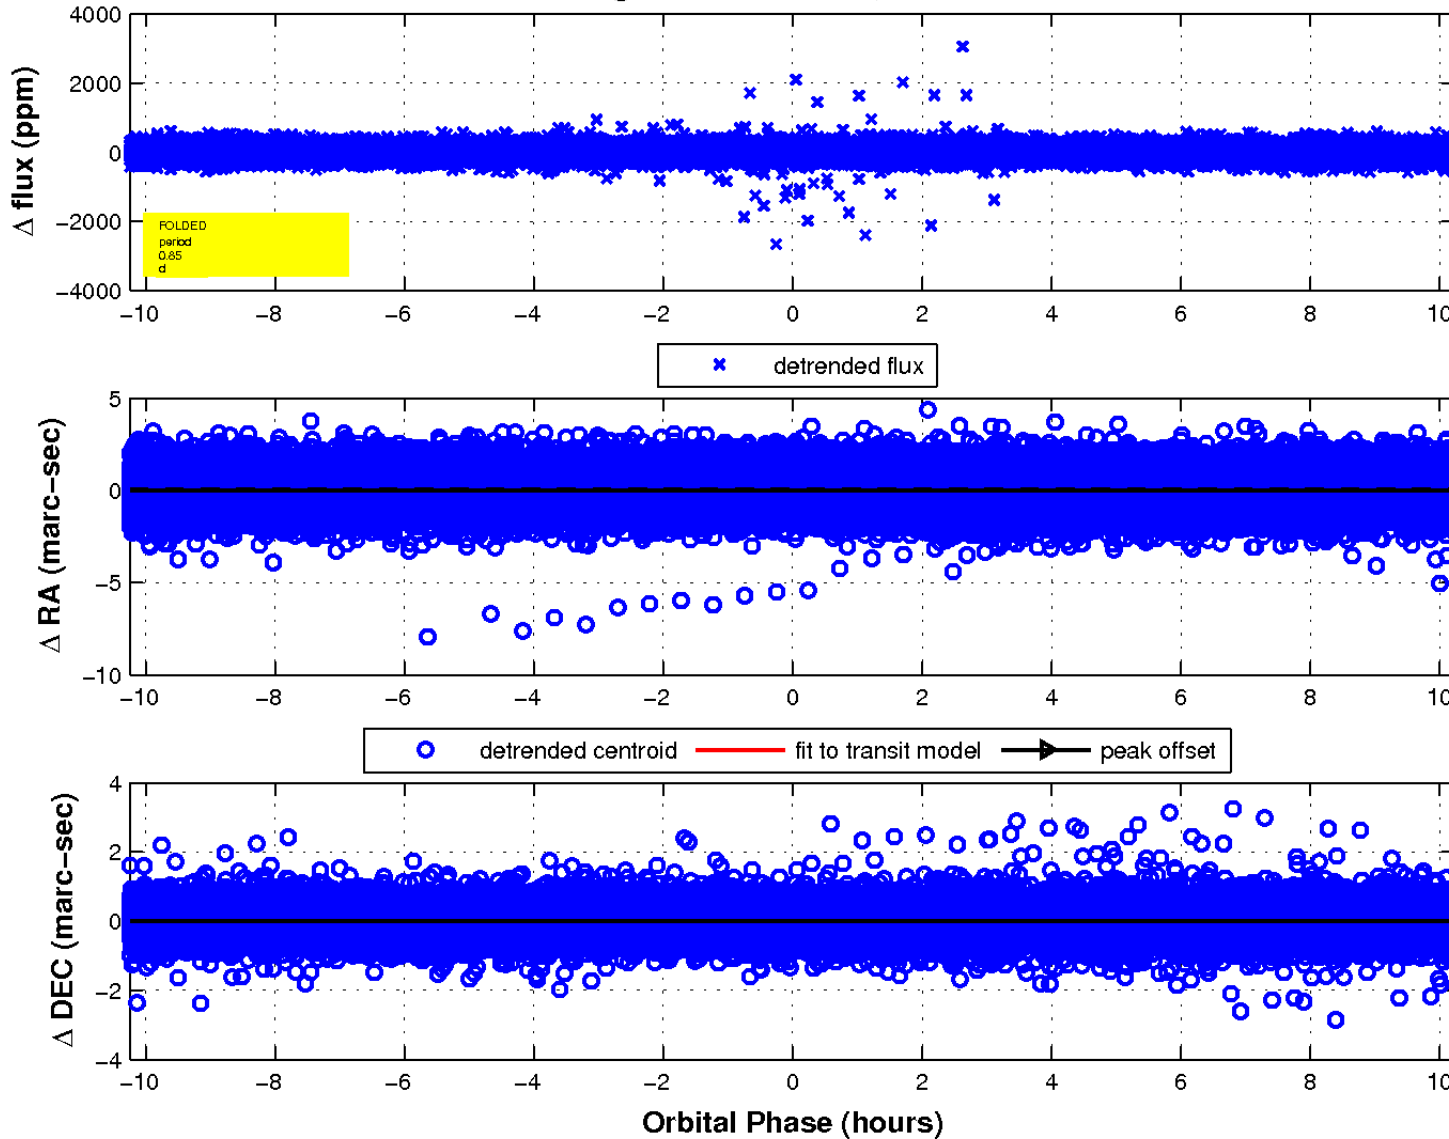 4000
2000
0
−2000
−4000
Δ flux (ppm)
FOLDED
period
0.85
d
−10 −8 −6 −4 −2 0 2 4 6 8 10
detrended flux
5
0
−5
−10
Δ RA (marc−sec)
−10 −8 −6 −4 −2 0 2 4 6 8 10
detrended centroid fit to transit model peak offset
4
2
0
−2
−4
Δ DEC (marc−sec)
−10 −8 −6 −4 −2 0 2 4 6 8 10
Orbital Phase (hours)